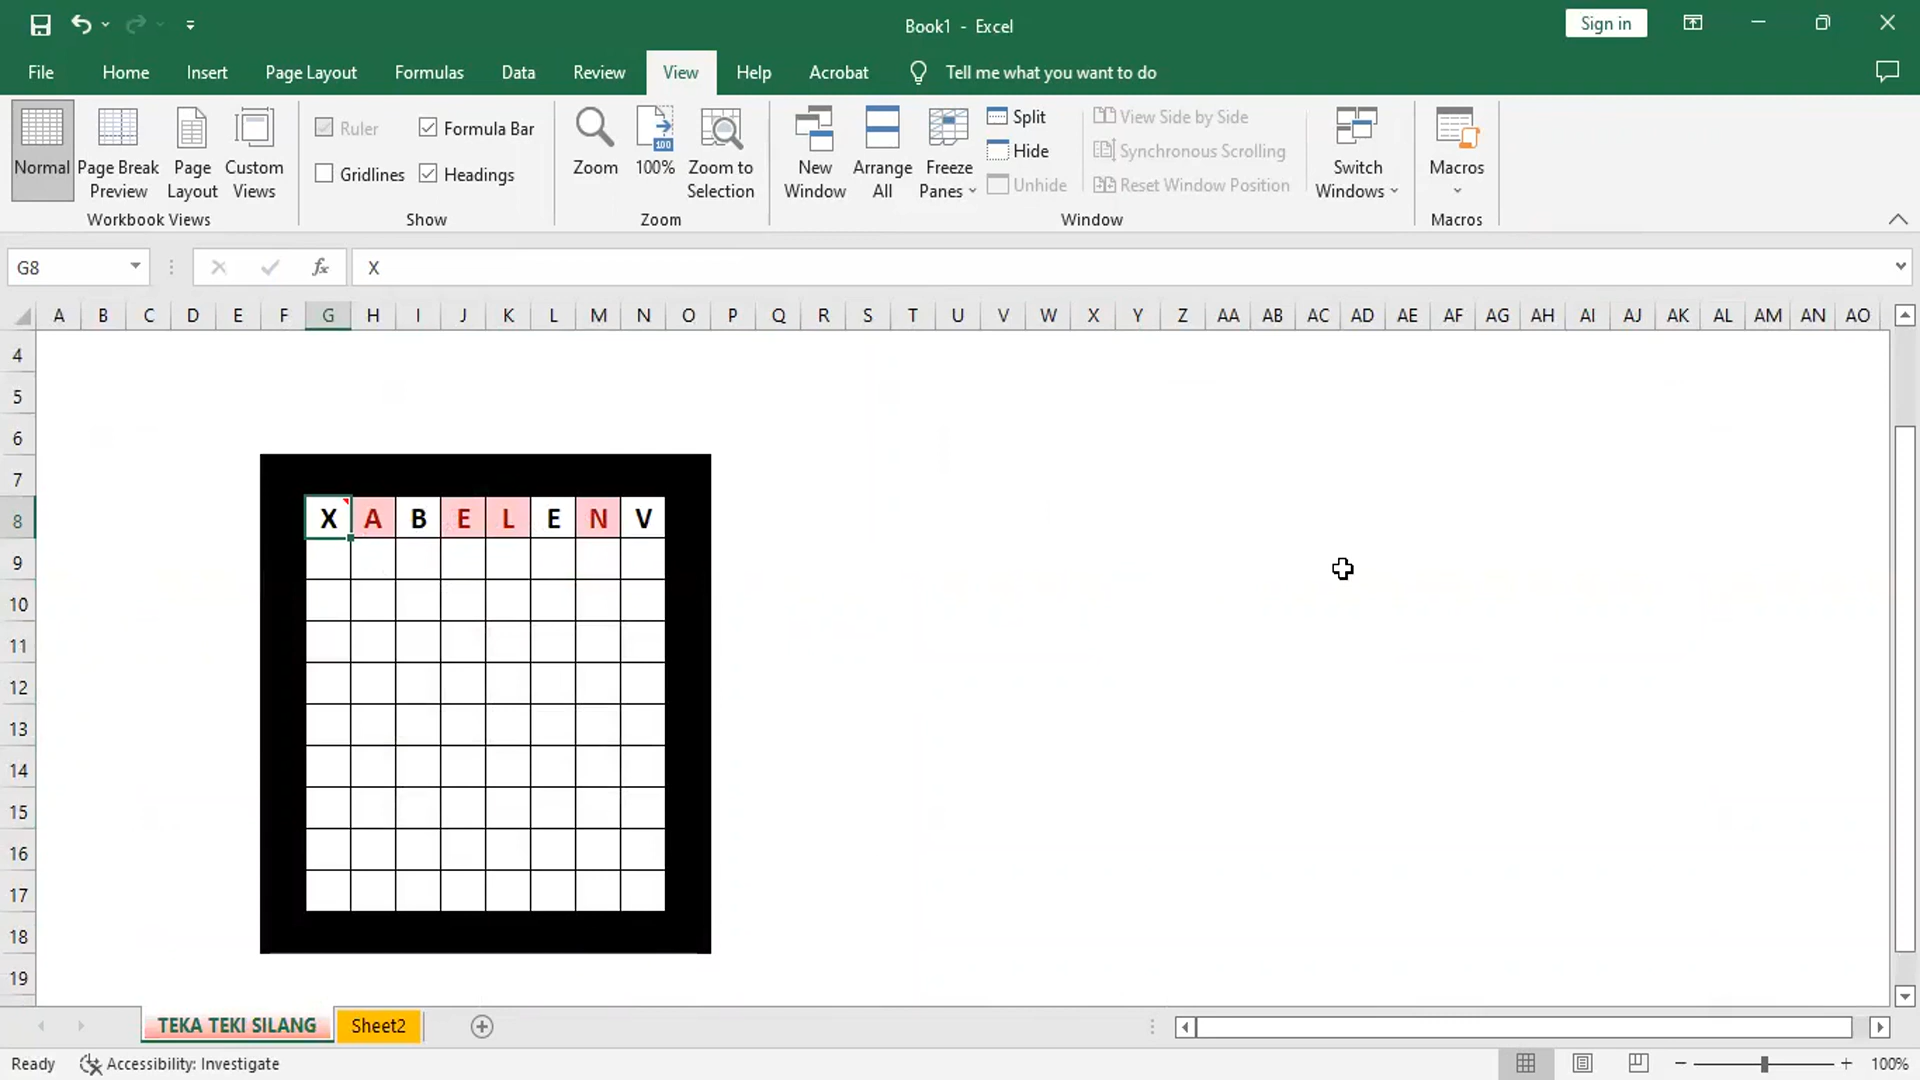 Book1 - Excel
Sign in
File Home Insert Page Layout Formulas Data Review View Help Acrobat Tell me what you want to do
Normal
Page Break Preview
Page Layout
Custom Views
Workbook Views
Ruler
Formula Bar
Gridlines
Headings
Show
Zoom
100
100%
Zoom to Selection
Zoom
New Window
Arrange All
Freeze Panes
Split
Hide
Unhide
View Side by Side
Synchronous Scrolling
Reset Window Position
Window
Switch Windows
Macros
Macros
G8 fx X
A B C D E F G H I J K L M N O P Q R S T U V W X Y Z AA AB AC AD AE AF AG AH AI AJ AK AL AM AN AO
4
5
6
7
8 X A B E L E N V
9
10
11
12
13
14
15
16
17
18
19
TEKA TEKI SILANG Sheet2
Ready Accessibility: Investigate 100%